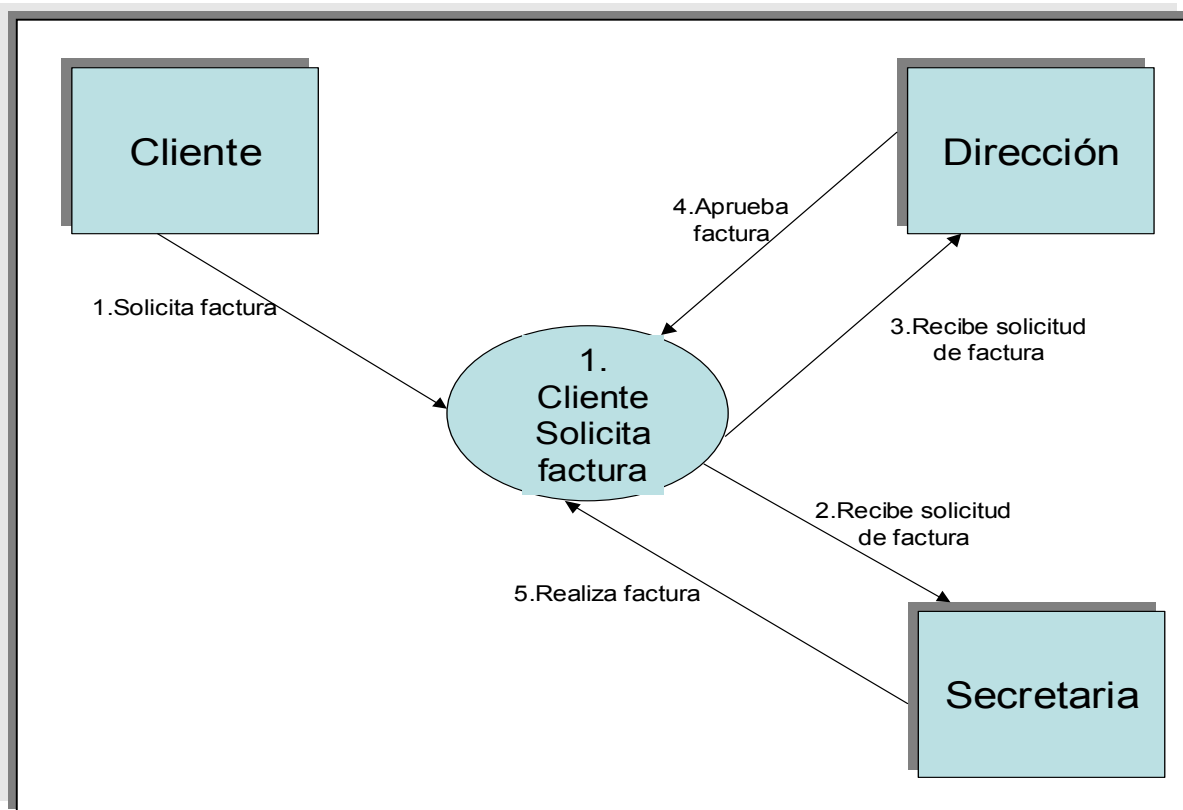 Cliente
Dirección
4.Aprueba
factura
1.Solicita factura
3.Recibe solicitud
de factura
1.
Cliente
Solicita
factura
2.Recibe solicitud
de factura
5.Realiza factura
Secretaria